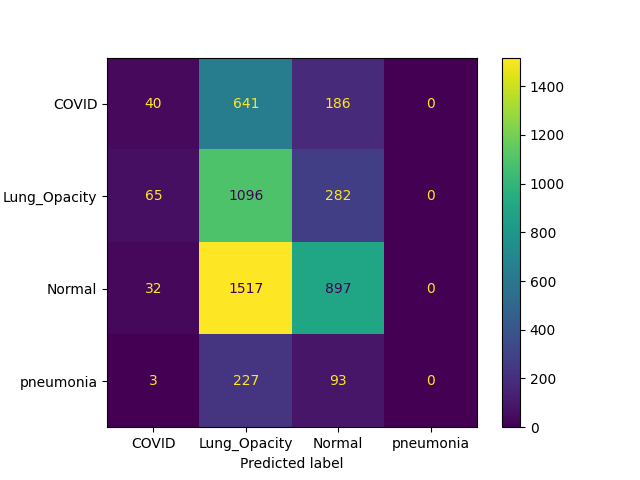 COVID 40 641 186 0
Lung_Opacity 65 1096 282 0
Normal 32 1517 897 0
pneumonia 3 227 93 0
COVID Lung_Opacity Normal pneumonia
Predicted label
1400
1200
1000
800
600
400
200
0